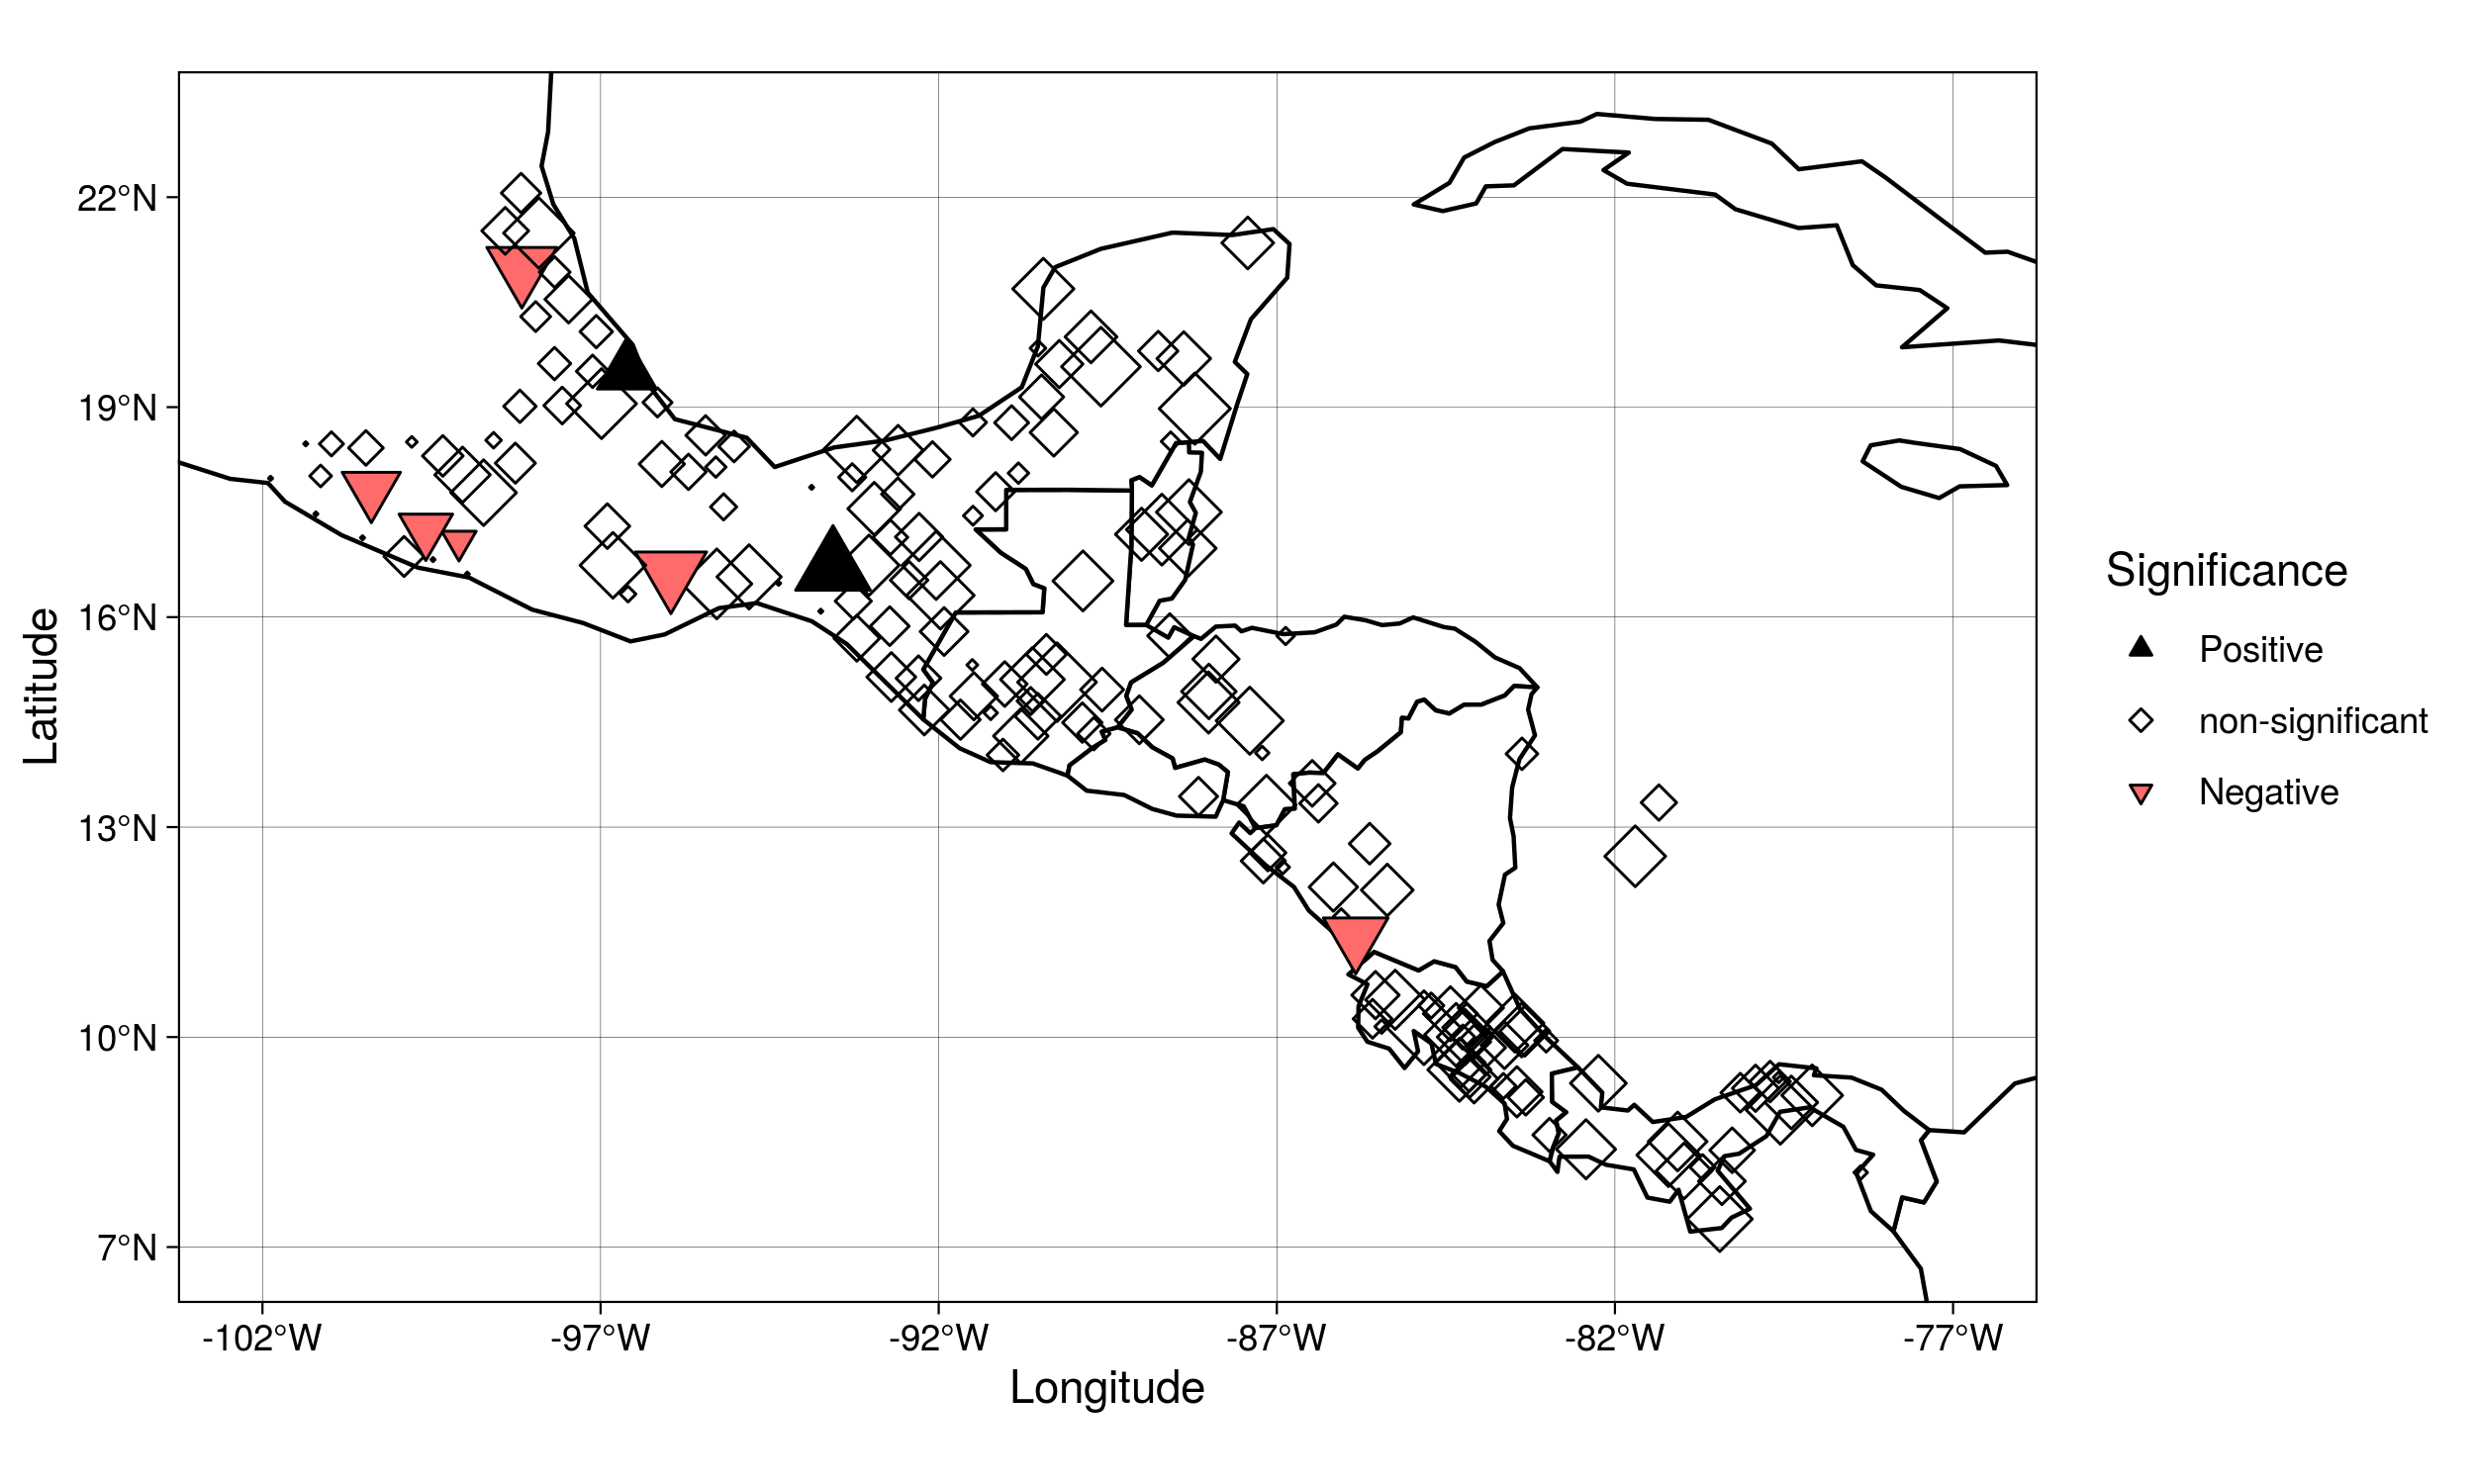 22°N
19°N
16°N
13°N
10°N
7°N
Latitude
-102°W
-97°W
-92°W
-87°W
-82°W
-77°W
Longitude
Significance
Positive
non-significant
Negative